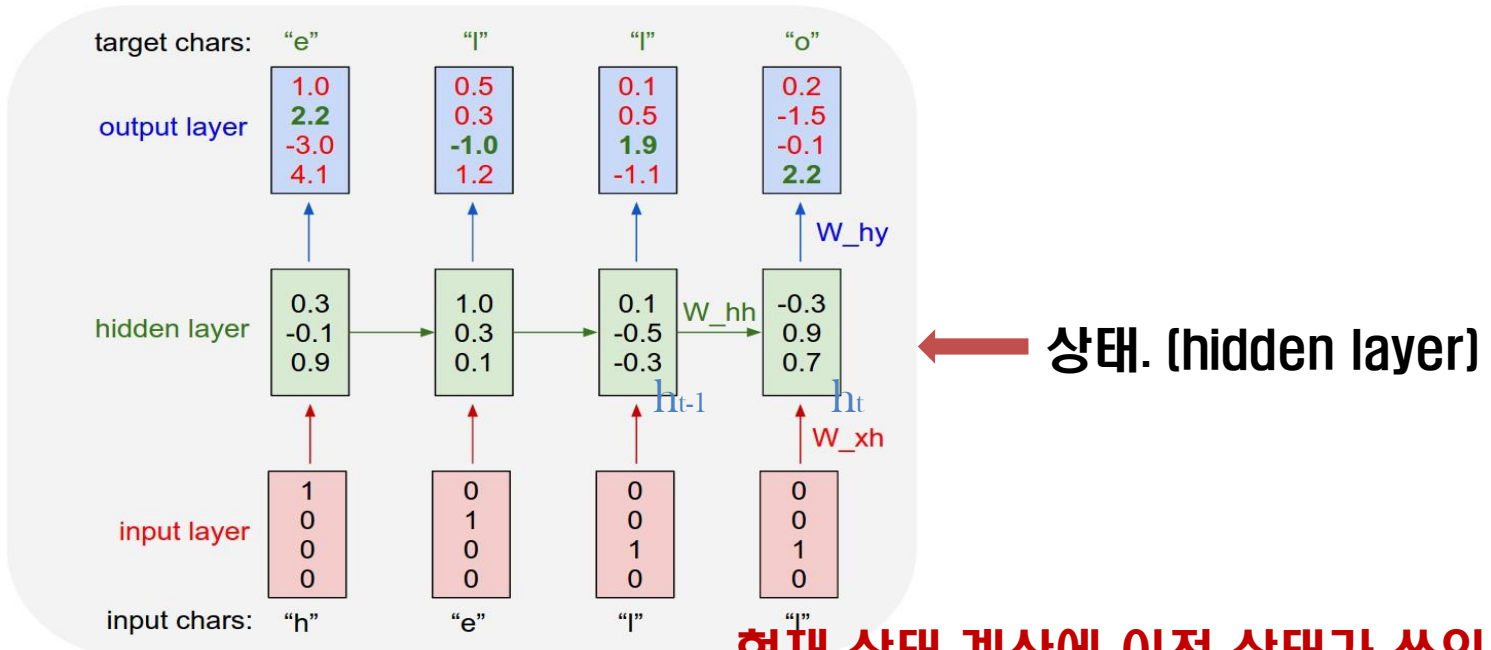 target chars: “e” “l” “l” “o”
1.0 0.5 0.1 0.2
2.2 0.3 0.5 -1.5
output layer
-3.0 -1.0 1.9 -0.1
4.1 1.2 -1.1 2.2
W_hy
0.3 1.0 0.1 W_hh -0.3
hidden layer -0.1 0.3 -0.5 0.9
0.9 0.1 -0.3 0.7
상태. (hidden layer)
ht-1 ht
W_xh
1 0 0 0
input layer 0 1 0 0
0 0 1 1
0 0 0 0
input chars: “h” “e” “l” “l”